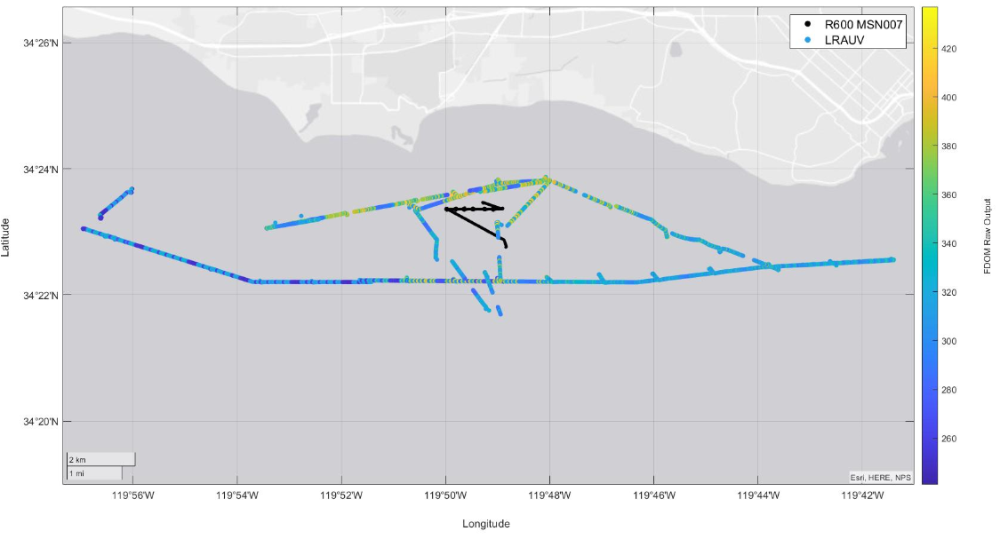 R600 MSN007
LRAUV
34°26'N
34°24'N
34°22'N
34°20'N
Latitude
2 km
1 mi
Esri, HERE, NPS
119°56'W
119°54'W
119°52'W
119°50'W
119°48'W
119°46'W
119°44'W
119°42'W
Longitude
420
400
380
360
340
320
300
280
260
FDOM Raw Output